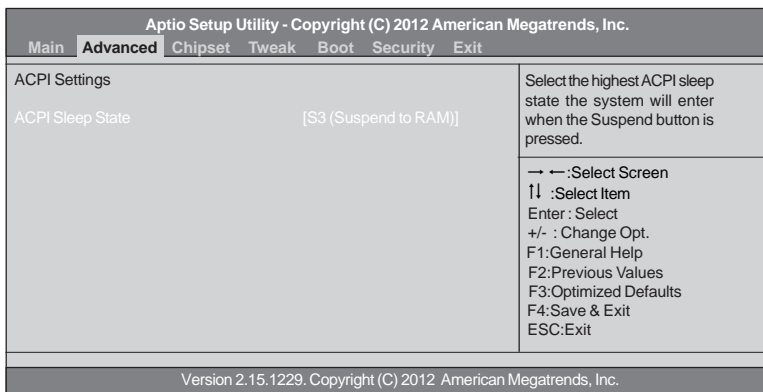 Aptio Setup Utility - Copyright (C) 2012 American Megatrends, Inc.
Main Advanced Chipset Tweak Boot Security Exit
ACPI Settings
ACPI Sleep State [S3 (Suspend to RAM)]
Select the highest ACPI sleep
state the system will enter
when the Suspend button is
pressed.
→ ←:Select Screen
↑↓ :Select Item
Enter : Select
+/- : Change Opt.
F1:General Help
F2:Previous Values
F3:Optimized Defaults
F4:Save & Exit
ESC:Exit
Version 2.15.1229. Copyright (C) 2012 American Megatrends, Inc.